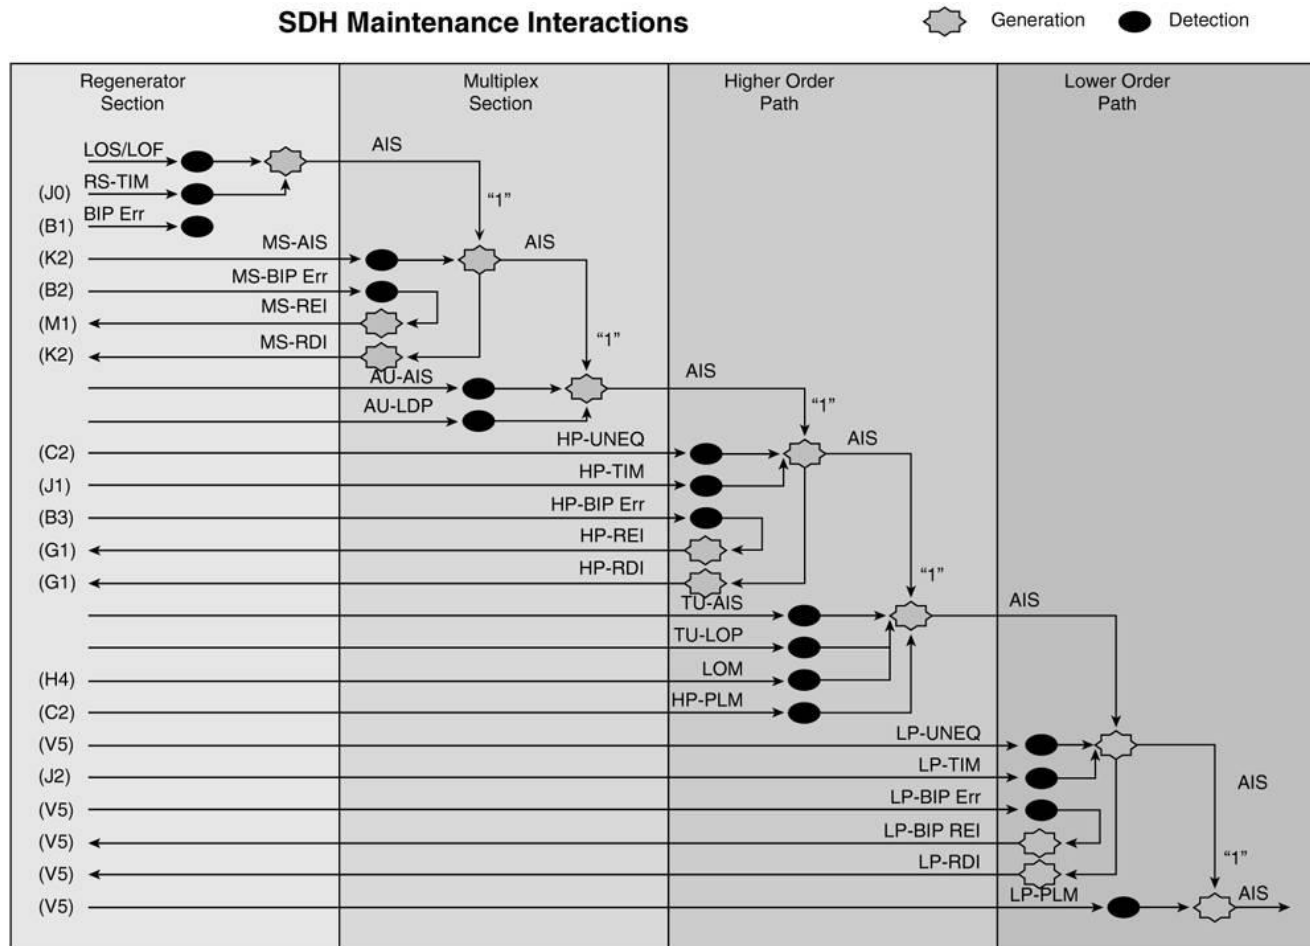 SDH Maintenance Interactions
Generation
Detection
Regenerator
Section
Multiplex
Section
Higher Order
Path
Lower Order
Path
LOS/LOF
AIS
(J0) RS-TIM
"1"
(B1) BIP Err
(K2) MS-AIS
AIS
(B2) MS-BIP Err
(M1) MS-REI
(K2) MS-RDI
"1"
AU-AIS
AIS
AU-LDP
"1"
(C2) HP-UNEQ
AIS
(J1) HP-TIM
(B3) HP-BIP Err
(G1) HP-REI
(G1) HP-RDI
"1"
TU-AIS
AIS
TU-LOP
(H4) LOM
(C2) HP-PLM
(V5) LP-UNEQ
(J2) LP-TIM
AIS
(V5) LP-BIP Err
(V5) LP-BIP REI
(V5) LP-RDI
"1"
(V5) LP-PLM
AIS